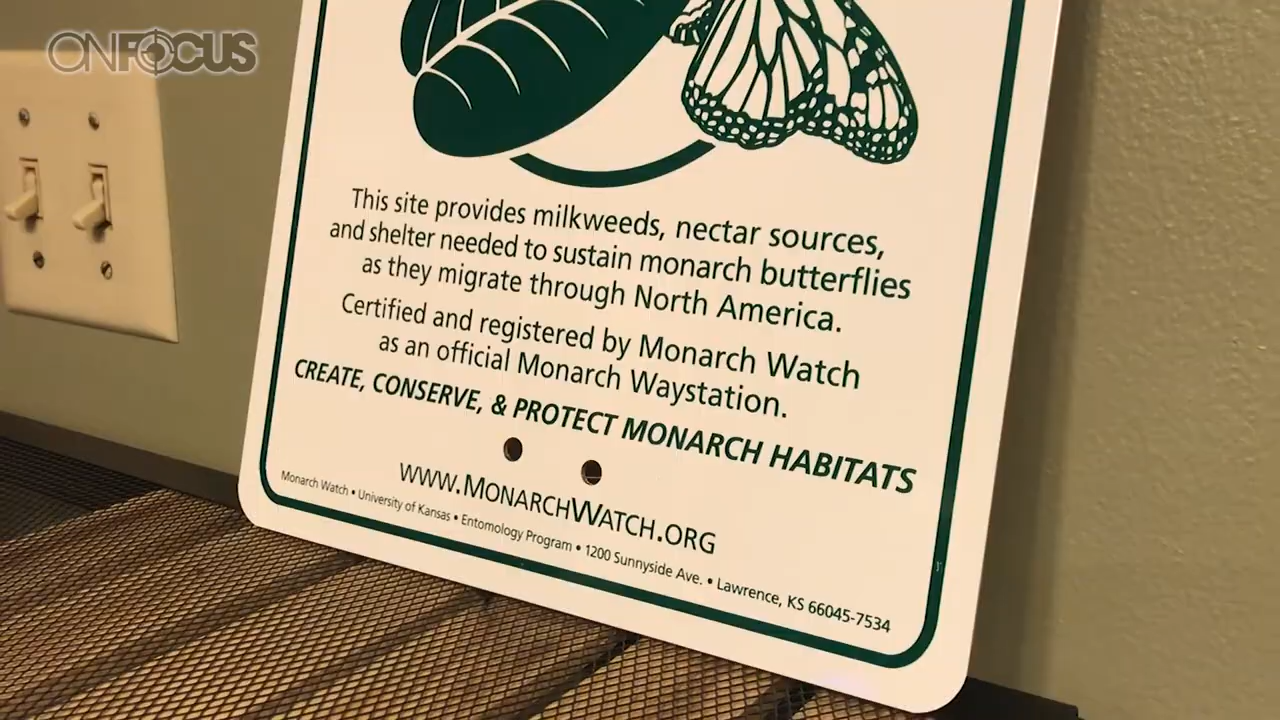 ONFOCUS
This site provides milkweeds, nectar sources,
and shelter needed to sustain monarch butterflies
as they migrate through North America.
Certified and registered by Monarch Watch
as an official Monarch Waystation.
CREATE, CONSERVE, & PROTECT MONARCH HABITATS
WWW.MONARCHWATCH.ORG
Monarch Watch • University of Kansas • Entomology Program • 1200 Sunnyside Ave. • Lawrence, KS 66045-7534